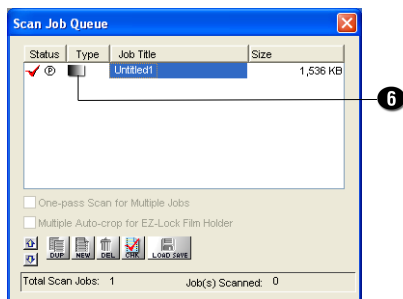 Scan Job Queue
Status Type Job Title Size
P Untitled1 1,536 KB
6
One-pass Scan for Multiple Jobs
Multiple Auto-crop for EZ-Lock Film Holder
DUP NEW DEL CHK LOAD SAVE
Total Scan Jobs: 1 Job(s) Scanned: 0